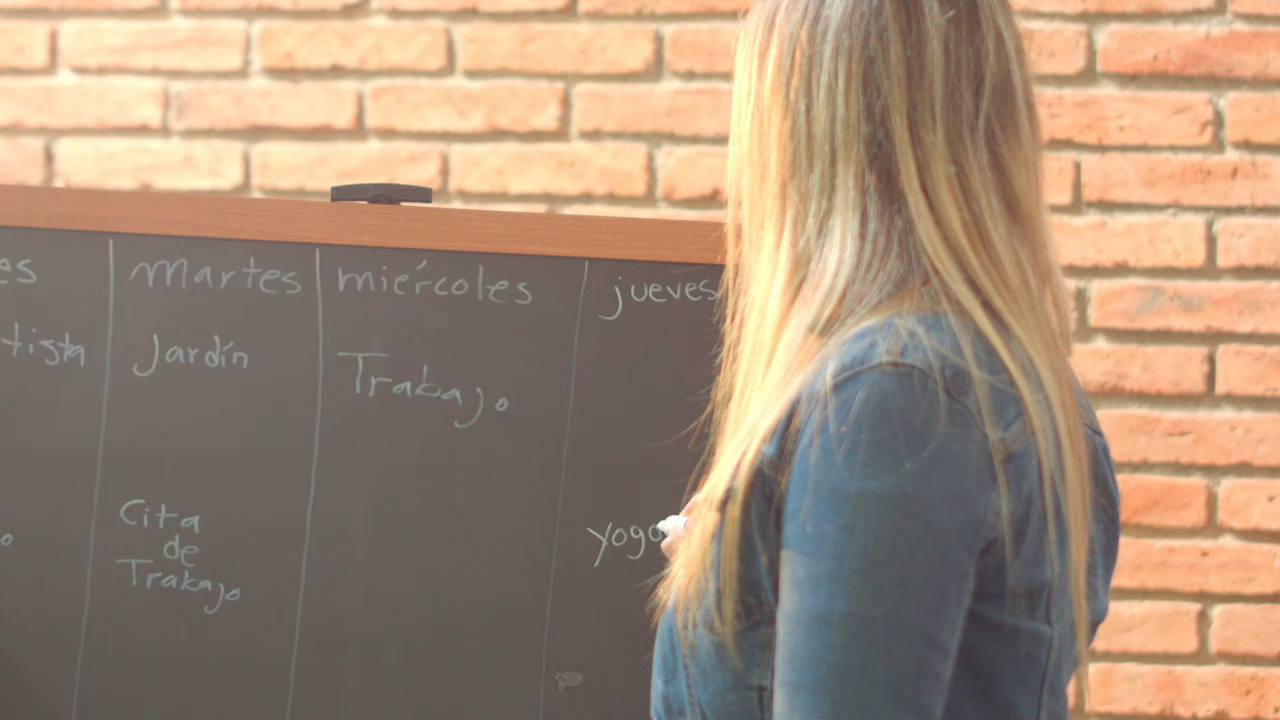 es Martes miércoles jueves
tista Jardín Trabajo
Cita
de
Trabajo
o
yoga